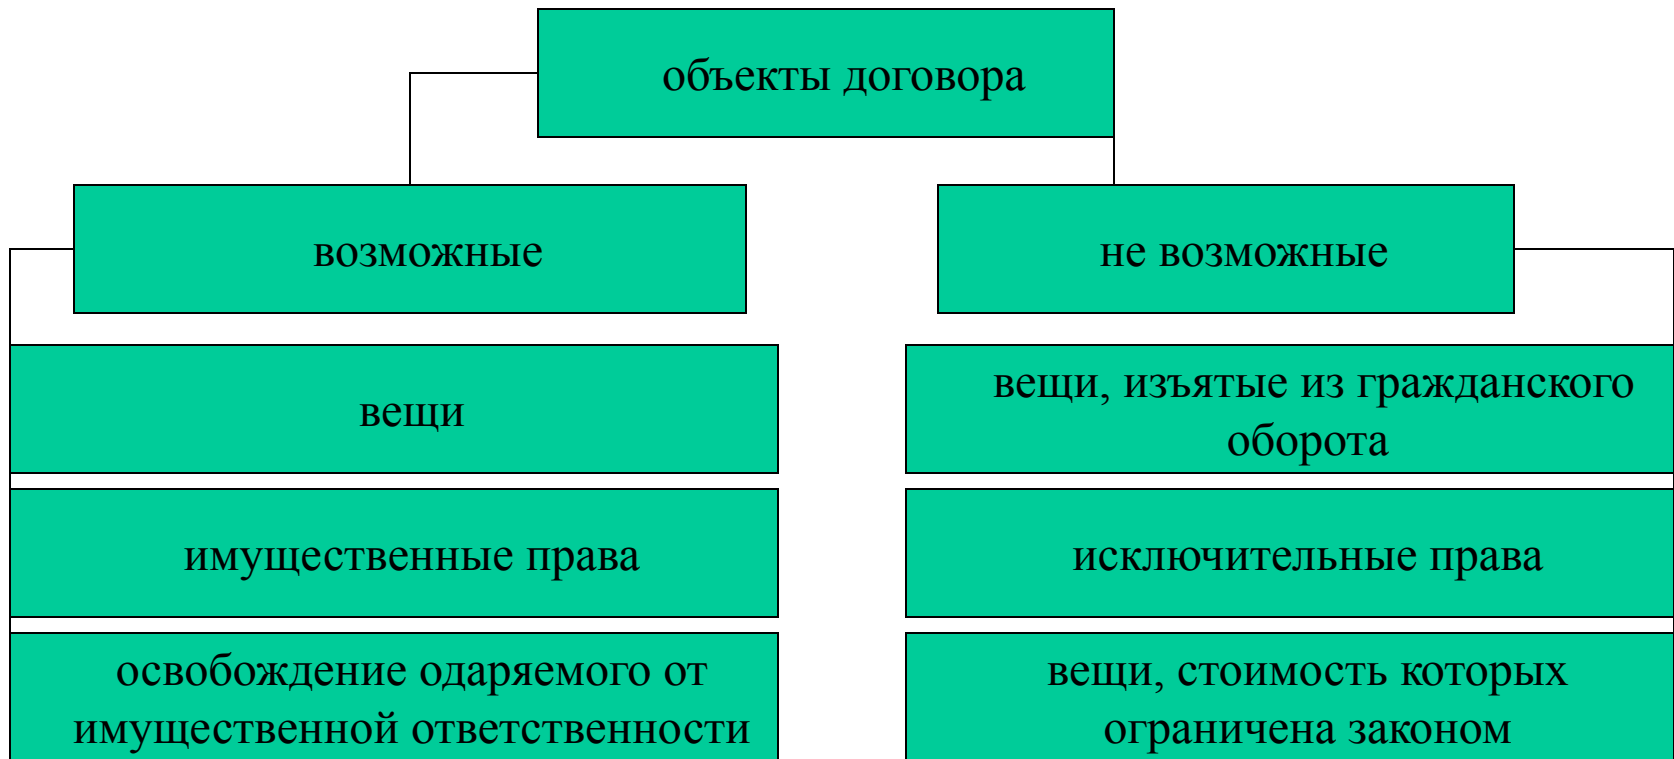 объекты договора
возможные
не возможные
вещи
вещи, изъятые из гражданского
оборота
имущественные права
исключительные права
освобождение одаряемого от
имущественной ответственности
вещи, стоимость которых
ограничена законом